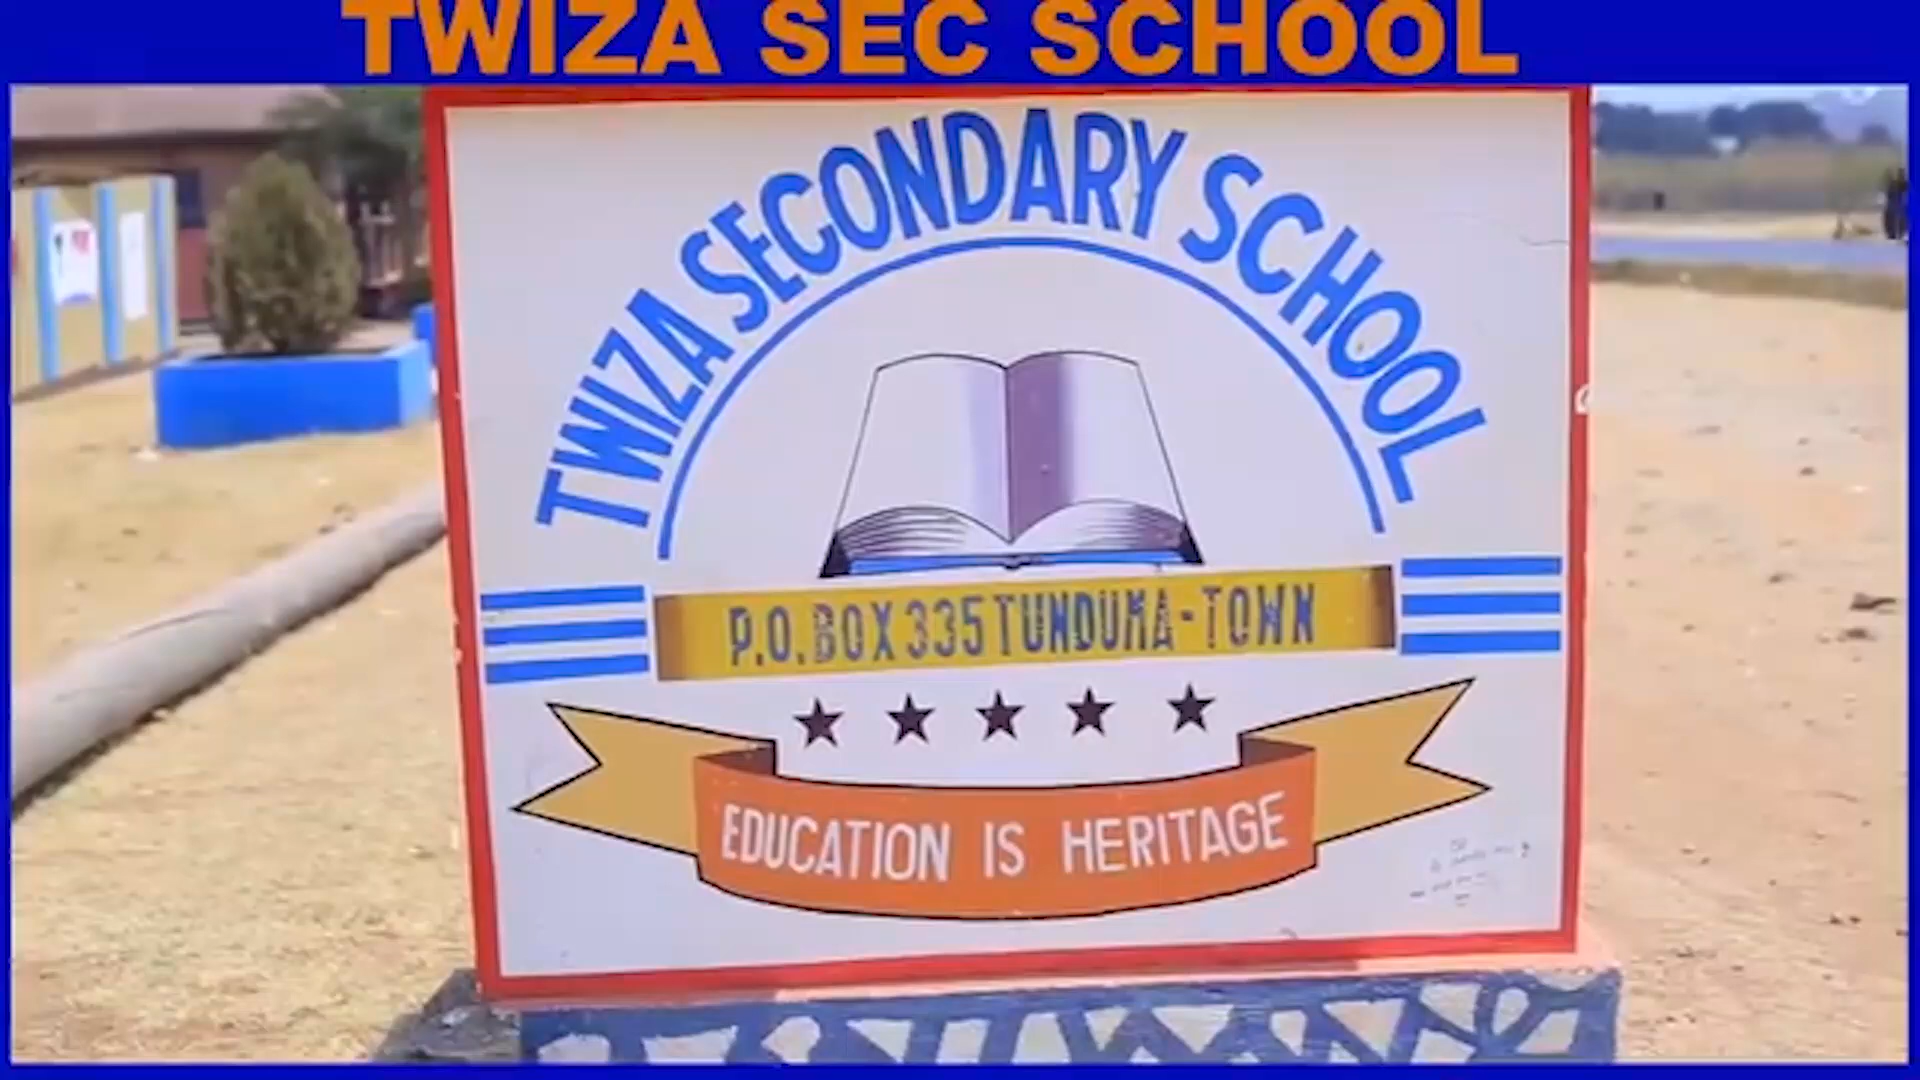 TWIZA SEC SCHOOL
TWIZA SECONDARY SCHOOL
P.O. BOX 335 TUNDUMA-TOWN
EDUCATION IS HERITAGE